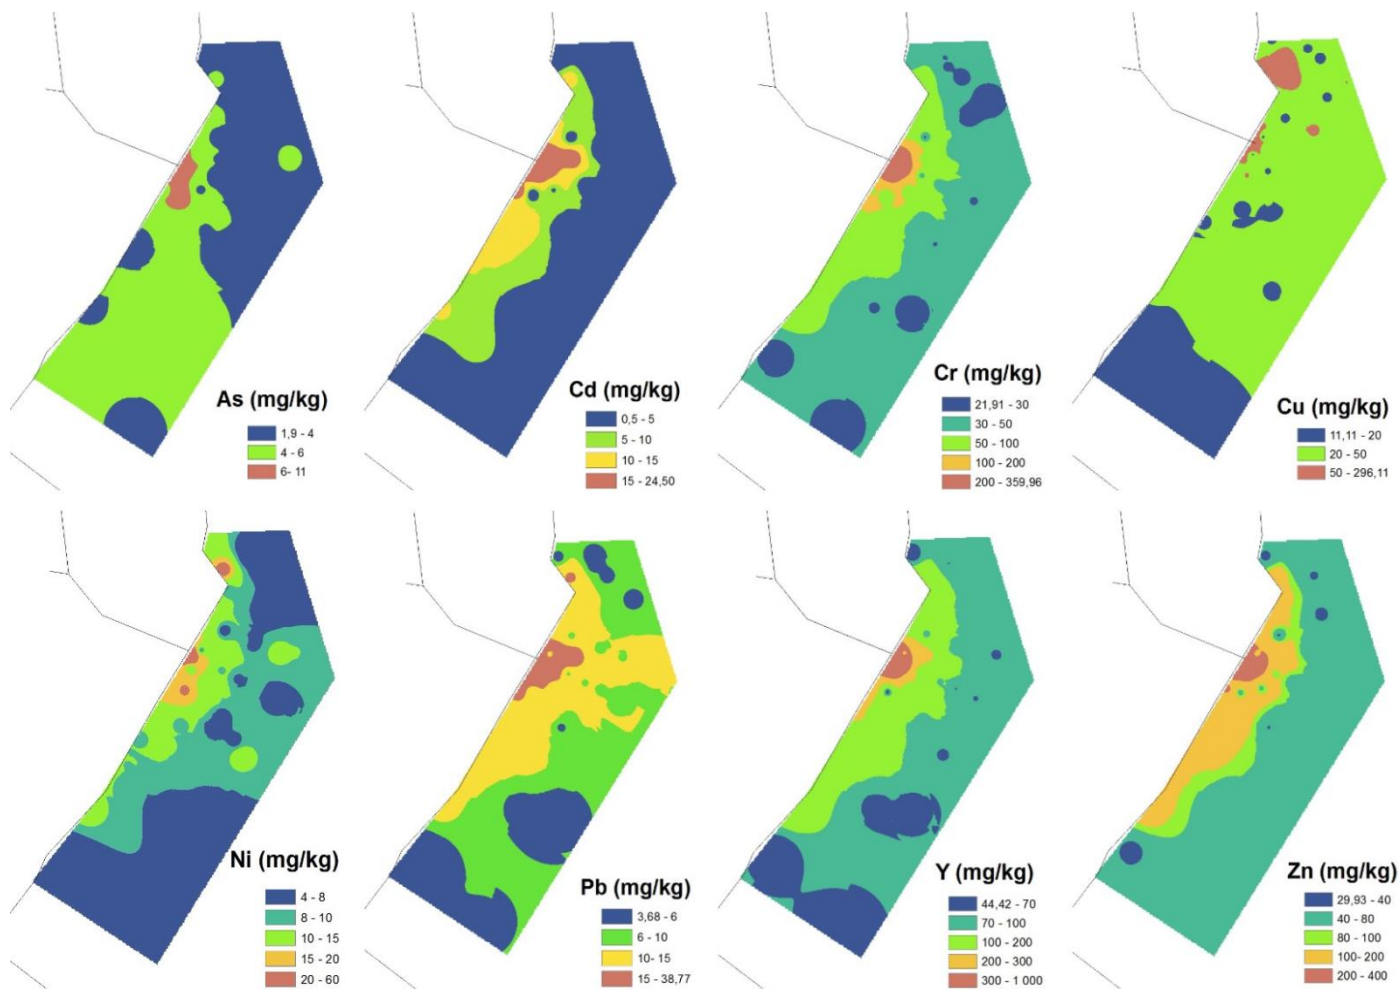 As (mg/kg)
1,9 - 4
4 - 6
6- 11
Cd (mg/kg)
0,5 - 5
5 - 10
10 - 15
15 - 24,50
Cr (mg/kg)
21,91 - 30
30 - 50
50 - 100
100 - 200
200 - 359,96
Cu (mg/kg)
11,11 - 20
20 - 50
50 - 296,11
Ni (mg/kg)
4 - 8
8 - 10
10 - 15
15 - 20
20 - 60
Pb (mg/kg)
3,68 - 6
6 - 10
10- 15
15 - 38,77
Y (mg/kg)
44,42 - 70
70 - 100
100 - 200
200 - 300
300 - 1 000
Zn (mg/kg)
29,93 - 40
40 - 80
80 - 100
100- 200
200 - 400